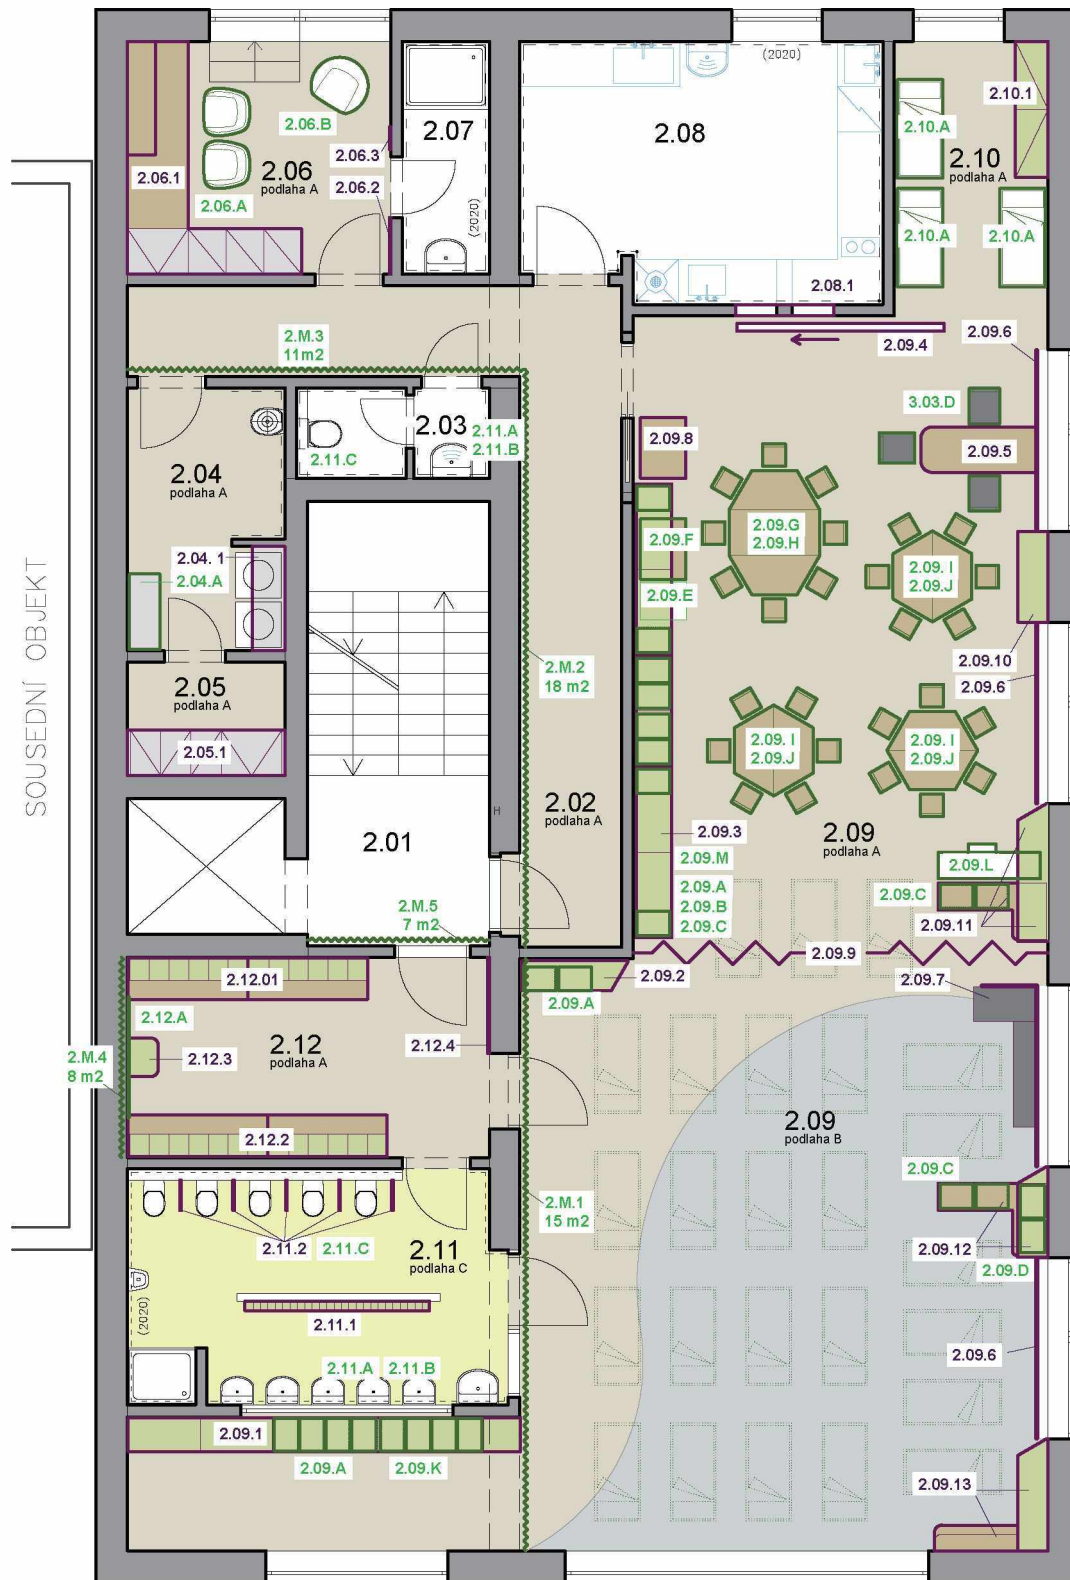 2.06.B
2.06
podlaha A
2.06.3
2.06.1
2.06.2
2.06.A
2.07
(2020)
(2020)
2.08
2.08.1
2.10.1
2.10.A
2.10
podlaha A
2.10.A
2.10.A
2.M.3
11m2
2.09.6
2.09.4
3.03.D
2.09.5
2.03
2.11.A
2.11.B
2.11.C
2.04
podlaha A
2.09.8
2.09.G
2.09.H
2.09.F
2.09.E
2.09. I
2.09.J
2.04. 1
2.04.A
SOUSEDNÍ OBJEKT
2.M.2
18 m2
2.09.10
2.09.6
2.05
podlaha A
2.05.1
2.09. I
2.09.J
2.09. I
2.09.J
2.02
podlaha A
H
2.01
2.09.3
2.09
podlaha A
2.09.M
2.09.L
2.09.A
2.09.B
2.09.C
2.09.C
2.09.11
2.M.5
7 m2
2.09.9
2.12.01
2.09.2
2.09.7
2.09.A
2.12.A
2.12
podlaha A
2.12.3
2.12.4
2.M.4
8 m2
2.09
podlaha B
2.12.2
2.09.C
2.M.1
15 m2
2.11.2
2.11.C
2.11
podlaha C
2.09.12
2.09.D
(2020)
2.11.1
2.09.6
2.11.A
2.11.B
2.09.1
2.09.A
2.09.K
2.09.13